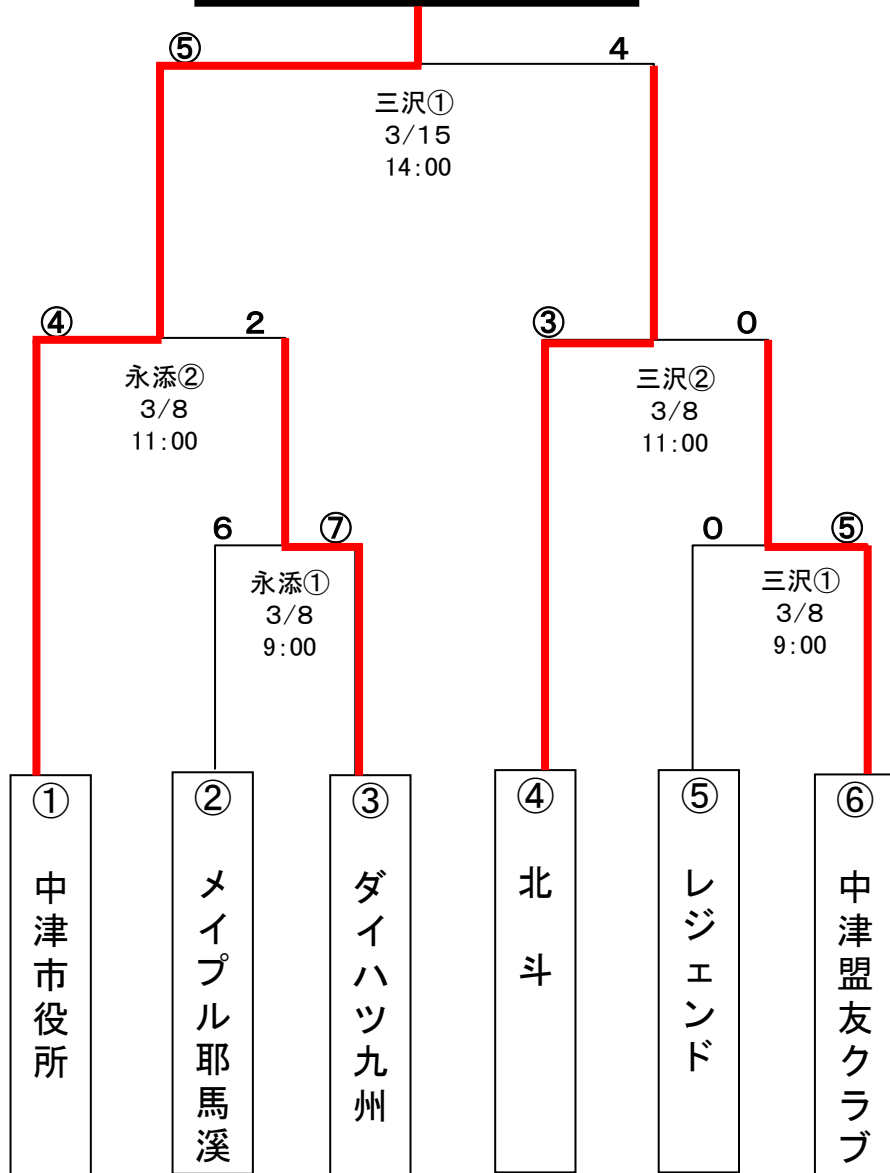 ⑤ 4
三沢①
3/15
14:00
④ 2 ③ 0
永添② 三沢②
3/8 3/8
11:00 11:00
6 ⑦ 0 ⑤
永添① 三沢①
3/8 3/8
9:00 9:00
① 中津市役所
② メイプル耶馬溪
③ ダイハツ九州
④ 北斗
⑤ レジェンド
⑥ 中津盟友クラブ